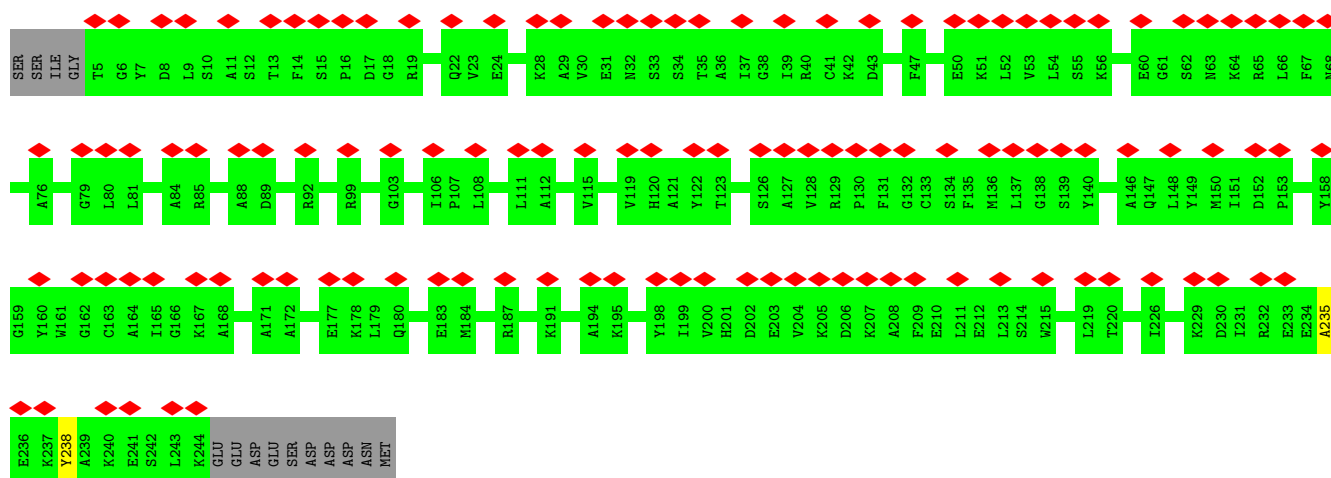 SER SER ILE GLY T5 G6 Y7 D8 L9 S10 A11 S12 T13 F14 S15 P16 D17 G18 R19 Q22 V23 E24 K28 A29 V30 E31 N32 S33 S34 T35 A36 I37 G38 I39 R40 C41 K42 D43 F47 E50 K51 L52 V53 L54 S55 K56 E60 G61 S62 N63 K64 R65 L66 F67 N68
A76 G79 L80 L81 A84 R85 A88 D89 R92 R99 G103 I106 P107 L108 L111 A112 V115 V119 H120 A121 Y122 T123 S126 A127 V128 R129 P130 F131 G132 C133 S134 F135 M136 L137 G138 S139 Y140 A146 Q147 L148 Y149 M150 I151 D152 P153 Y158
G159 Y160 W161 G162 C163 A164 I165 G166 K167 A168 A171 A172 E177 K178 L179 Q180 E183 M184 R187 K191 A194 K195 Y198 I199 V200 H201 D202 E203 V204 K205 D206 K207 A208 F209 E210 L211 E212 L213 S214 W215 L219 T220 I226 K229 D230 I231 R232 E233 E234 A235
E236 K237 Y238 A239 K240 E241 S242 L243 K244 GLU GLU ASP GLU SER ASP ASP ASP ASN MET